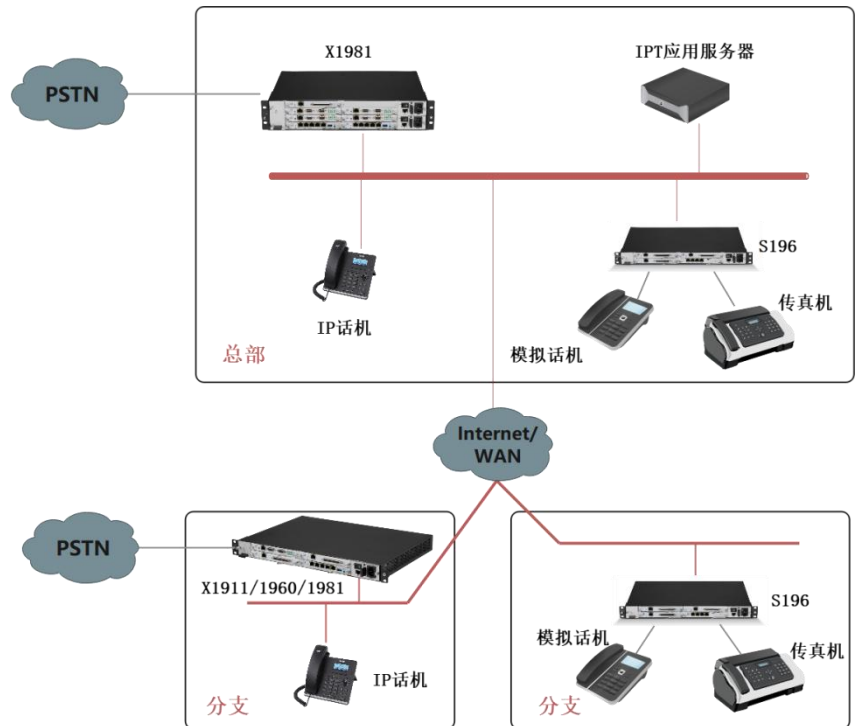 X1981
IPT应用服务器
PSTN
S196
IP话机
模拟话机
传真机
总部
Internet/
WAN
PSTN
X1911/1960/1981
S196
模拟话机
传真机
IP话机
分支
分支